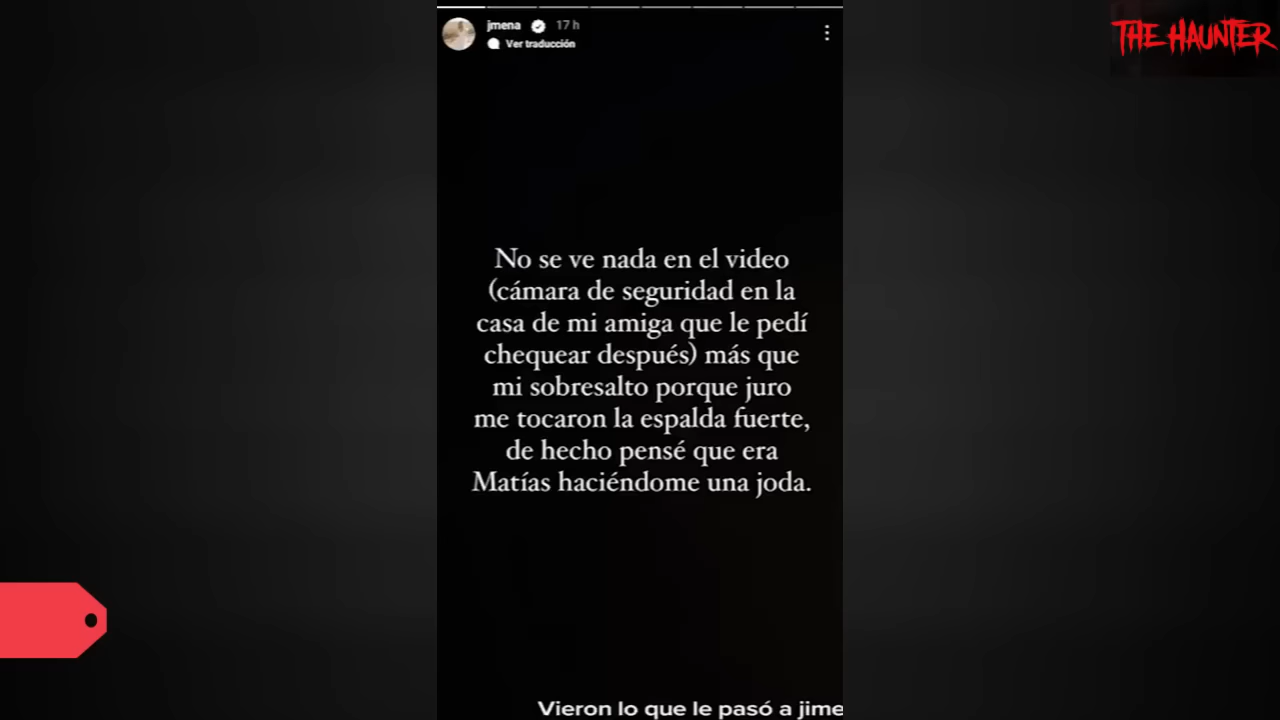 THE HAUNTER
jmena 17 h
Ver traducción
No se ve nada en el video
(cámara de seguridad en la
casa de mi amiga que le pedí
chequear después) más que
mi sobresalto porque juro
me tocaron la espalda fuerte,
de hecho pensé que era
Matías haciéndome una joda.
Vieron lo que le pasó a jime